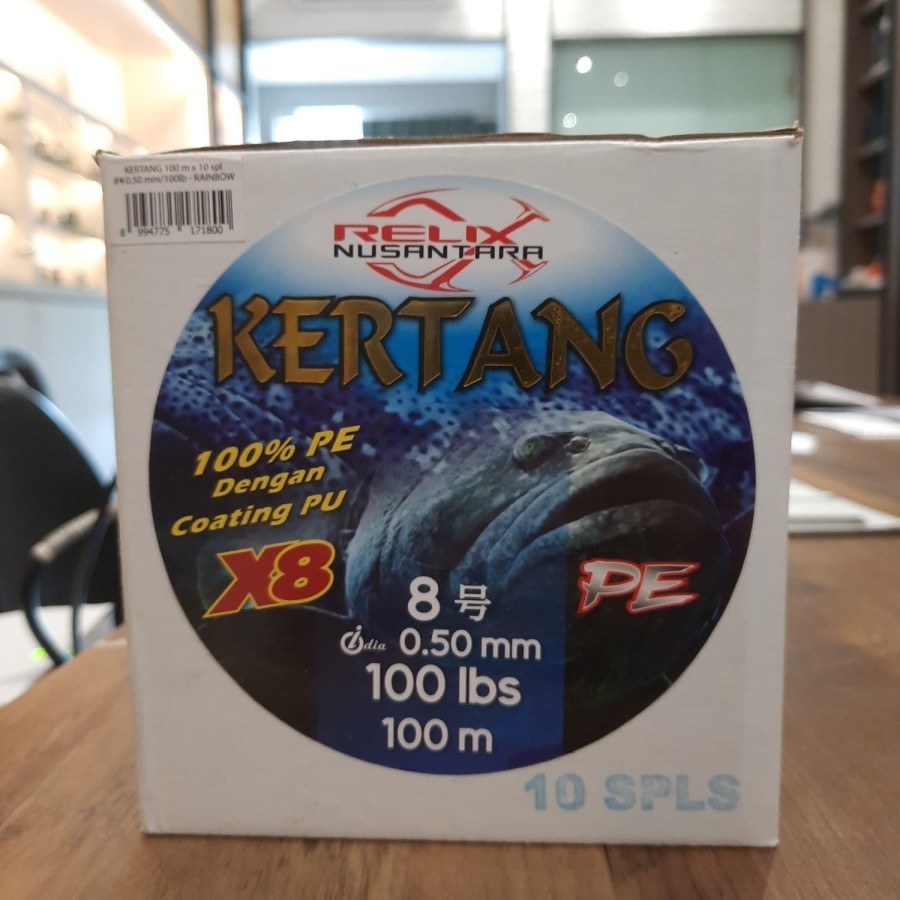 KERTANG 100 m x 10 spl
8号0.50 mm/100lb - RAINBOW
8 994775 171800
RELIX
NUSANTARA
KERTANG
100% PE
Dengan
Coating PU
X8
PE
8 号
dia 0.50 mm
100 lbs
100 m
10 SPLS